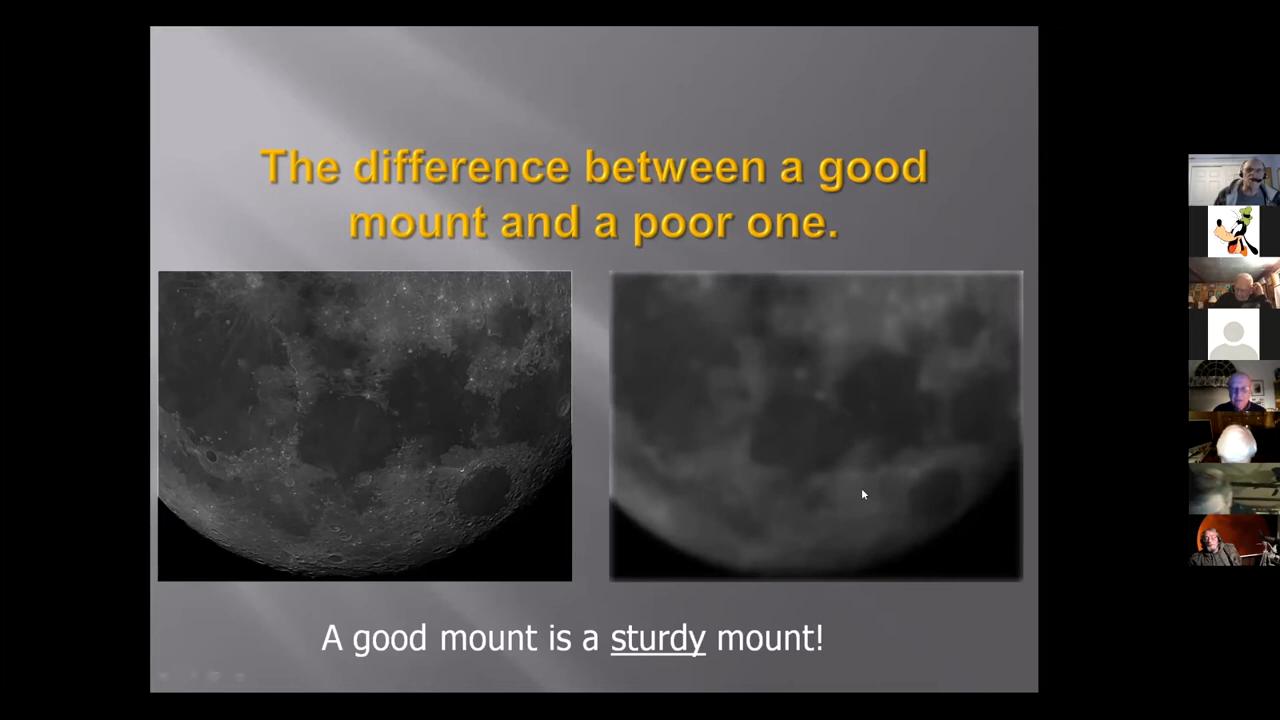 The difference between a good
mount and a poor one.
A good mount is a sturdy mount!